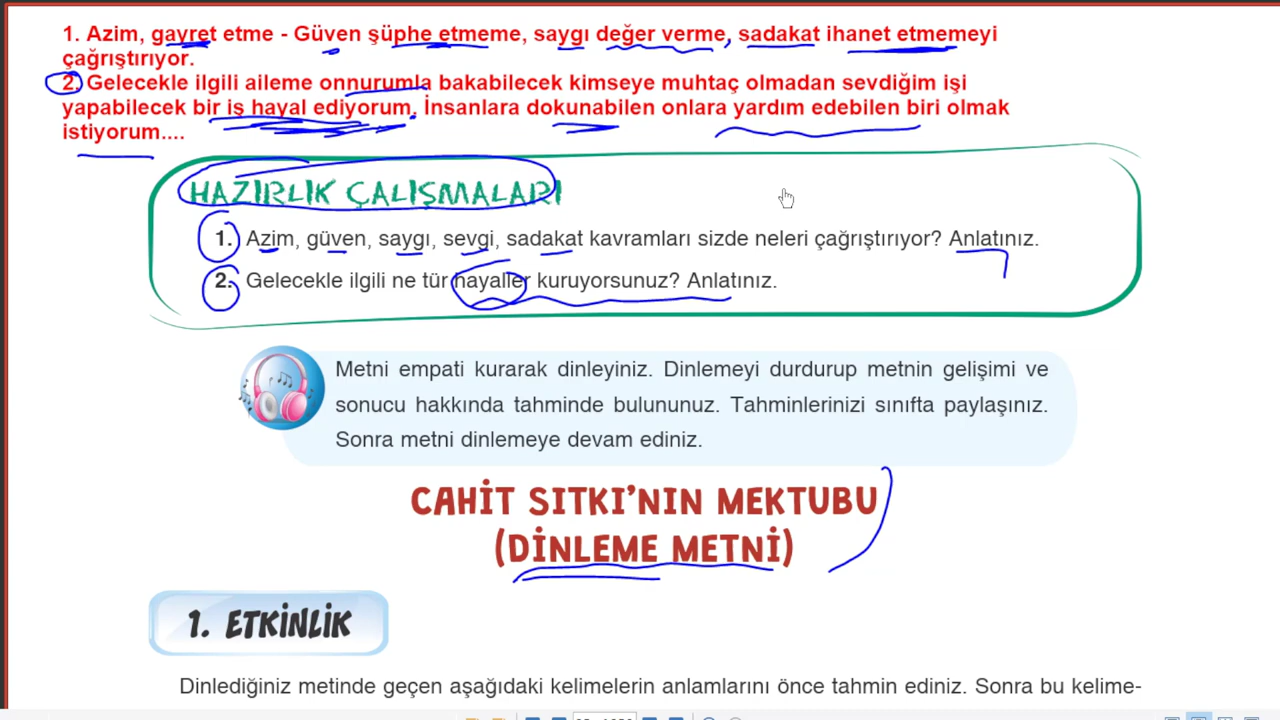 1. Azim, gayret etme - Güven şüphe etmeme, saygı değer verme, sadakat ihanet etmemeyi
çağrıştırıyor.
2. Gelecekle ilgili aileme onnurumla bakabilecek kimseye muhtaç olmadan sevdiğim işi
yapabilecek bir iş hayal ediyorum. İnsanlara dokunabilen onlara yardım edebilen biri olmak
istiyorum....
HAZIRLIK ÇALIŞMALARI
1. Azim, güven, saygı, sevgi, sadakat kavramları sizde neleri çağrıştırıyor? Anlatınız.
2. Gelecekle ilgili ne tür hayaller kuruyorsunuz? Anlatınız.
Metni empati kurarak dinleyiniz. Dinlemeyi durdurup metnin gelişimi ve
sonucu hakkında tahminde bulununuz. Tahminlerinizi sınıfta paylaşınız.
Sonra metni dinlemeye devam ediniz.
CAHİT SITKI’NIN MEKTUBU
(DİNLEME METNİ)
1. ETKİNLİK
Dinlediğiniz metinde geçen aşağıdaki kelimelerin anlamlarını önce tahmin ediniz. Sonra bu kelime-